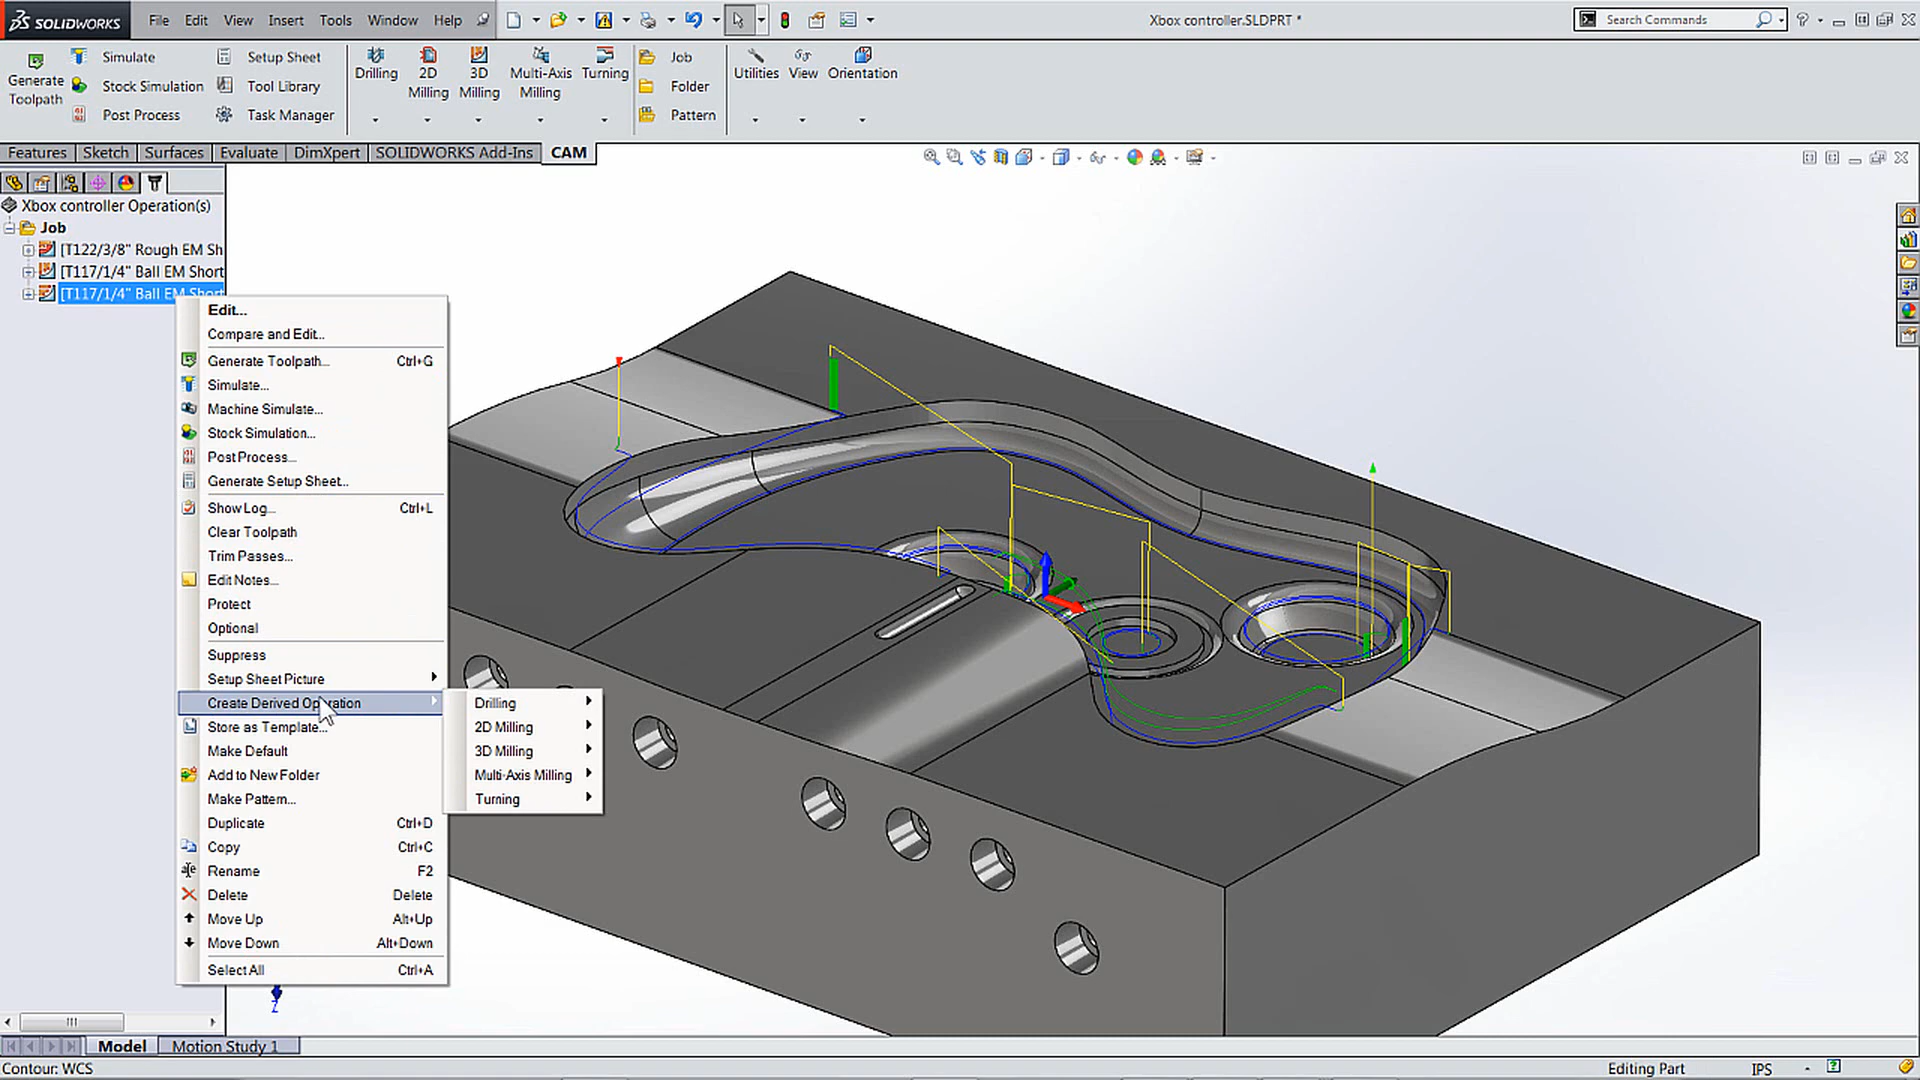 SOLIDWORKS
File Edit View Insert Tools Window Help
Xbox controller.SLDPRT *
Search Commands
Generate Toolpath
Simulate
Stock Simulation
Post Process
Setup Sheet
Tool Library
Task Manager
Drilling
2D Milling
3D Milling
Multi-Axis Milling
Turning
Job
Folder
Pattern
Utilities
View
Orientation
Features Sketch Surfaces Evaluate DimXpert SOLIDWORKS Add-Ins CAM
Xbox controller Operation(s)
Job
[T122/3/8" Rough EM Sh
[T117/1/4" Ball EM Short
[T117/1/4" Ball EM Short
Edit...
Compare and Edit...
Generate Toolpath... Ctrl+G
Simulate...
Machine Simulate...
Stock Simulation...
Post Process...
Generate Setup Sheet...
Show Log... Ctrl+L
Clear Toolpath
Trim Passes...
Edit Notes...
Protect
Optional
Suppress
Setup Sheet Picture
Create Derived Operation
Store as Template...
Make Default
Add to New Folder
Make Pattern...
Duplicate Ctrl+D
Copy Ctrl+C
Rename F2
Delete Delete
Move Up Alt+Up
Move Down Alt+Down
Select All Ctrl+A
Drilling
2D Milling
3D Milling
Multi-Axis Milling
Turning
Z
Model Motion Study 1
Contour: WCS
Editing Part IPS